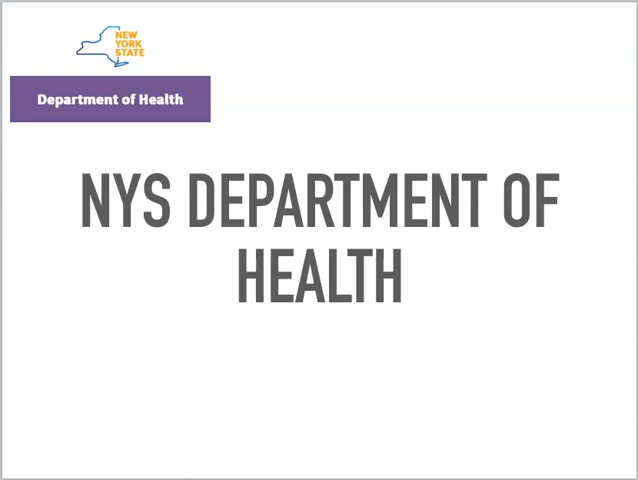 NEW
YORK
STATE
Department of Health
NYS DEPARTMENT OF
HEALTH